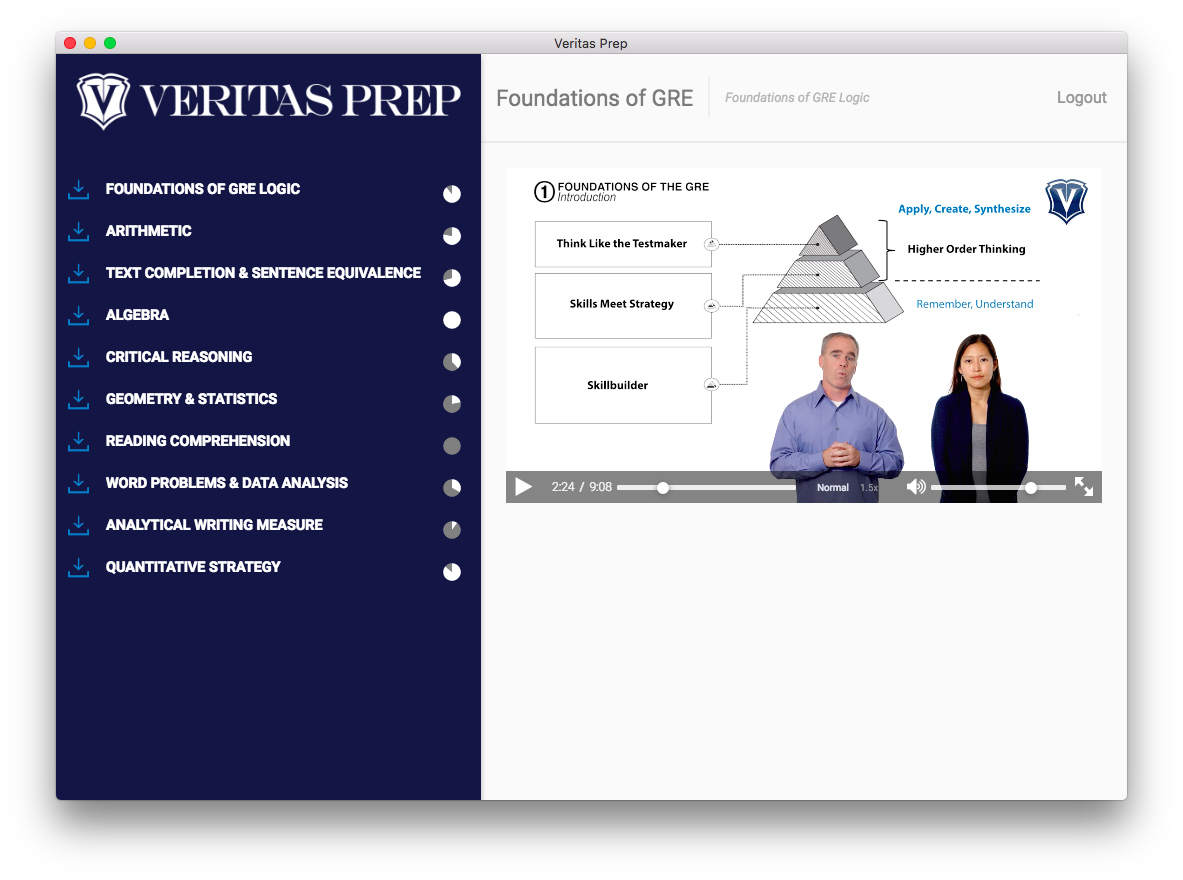 Veritas Prep
VERITAS PREP
FOUNDATIONS OF GRE LOGIC
ARITHMETIC
TEXT COMPLETION & SENTENCE EQUIVALENCE
ALGEBRA
CRITICAL REASONING
GEOMETRY & STATISTICS
READING COMPREHENSION
WORD PROBLEMS & DATA ANALYSIS
ANALYTICAL WRITING MEASURE
QUANTITATIVE STRATEGY
Foundations of GRE
Foundations of GRE Logic
Logout
1 FOUNDATIONS OF THE GRE
Introduction
V
Think Like the Testmaker
Skills Meet Strategy
Skillbuilder
Apply, Create, Synthesize
Higher Order Thinking
Remember, Understand
V
2:24 / 9:08
Normal 1.5x